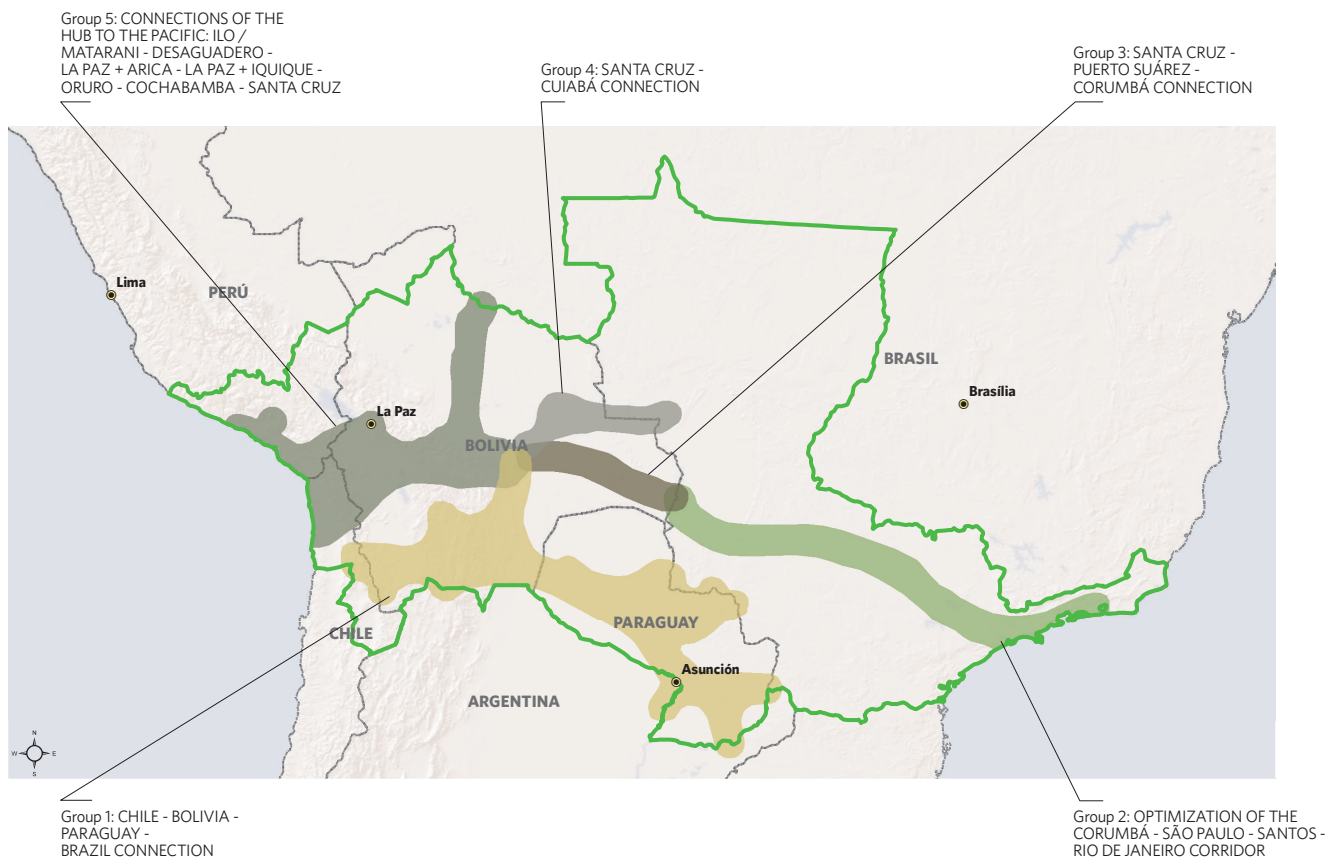 Group 5: CONNECTIONS OF THE
HUB TO THE PACIFIC: ILO /
MATARANI - DESAGUADERO -
LA PAZ + ARICA - LA PAZ + IQUIQUE -
ORURO - COCHABAMBA - SANTA CRUZ
Group 4: SANTA CRUZ -
CUIABÁ CONNECTION
Group 3: SANTA CRUZ -
PUERTO SUÁREZ -
CORUMBÁ CONNECTION
Lima
PERÚ
BRASIL
Brasília
La Paz
BOLIVIA
PARAGUAY
CHILE
Asunción
ARGENTINA
N
W E
S
Group 1: CHILE - BOLIVIA -
PARAGUAY -
BRAZIL CONNECTION
Group 2: OPTIMIZATION OF THE
CORUMBÁ - SÃO PAULO - SANTOS -
RIO DE JANEIRO CORRIDOR